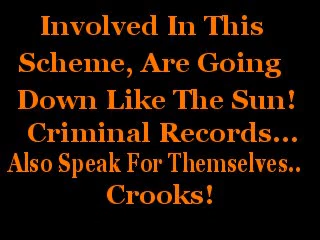 Involved In This
Scheme, Are Going
Down Like The Sun!
Criminal Records...
Also Speak For Themselves..
Crooks!